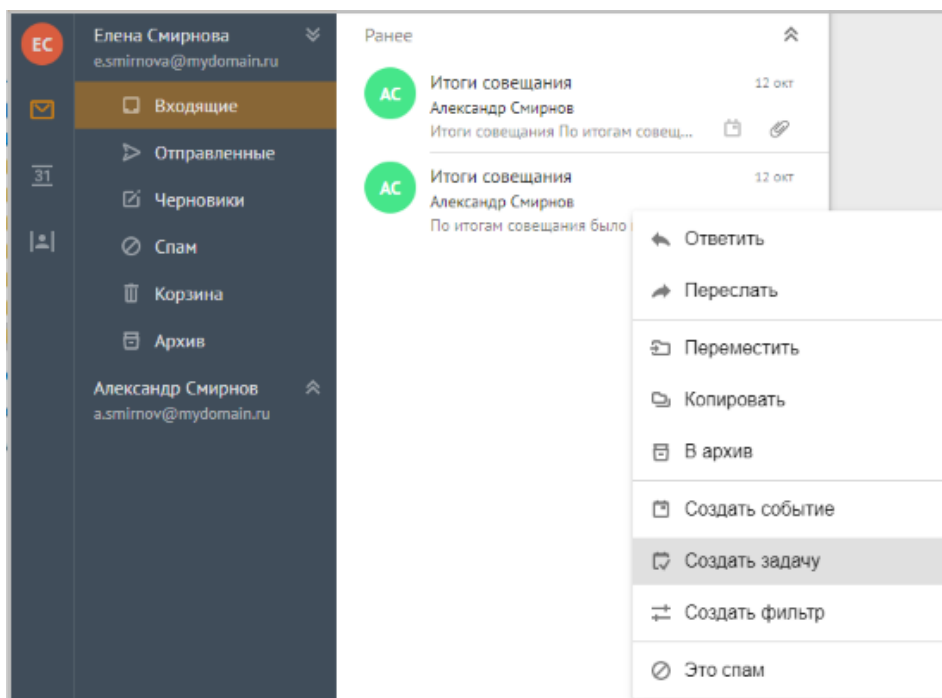 ЕС
Елена Смирнова
e.smirnova@mydomain.ru
Входящие
Отправленные
31
Черновики
Спам
Корзина
Архив
Александр Смирнов
a.smirnov@mydomain.ru
Ранее
АС
Итоги совещания
12 окт
Александр Смирнов
Итоги совещания По итогам совещ...
АС
Итоги совещания
12 окт
Александр Смирнов
По итогам совещания было
Ответить
Переслать
Переместить
Копировать
В архив
Создать событие
Создать задачу
Создать фильтр
Это спам